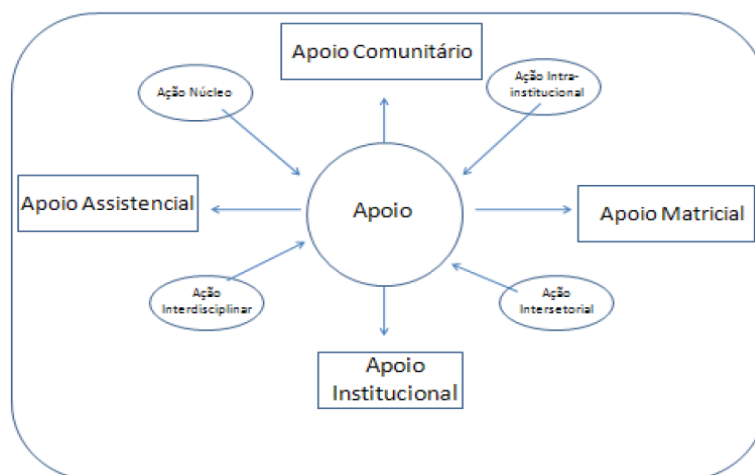 Apoio Comunitário
Ação Núcleo
Ação Intra-
institucional
Apoio Assistencial
Apoio
Apoio Matricial
Ação
Interdisciplinar
Ação
Intersetorial
Apoio
Institucional